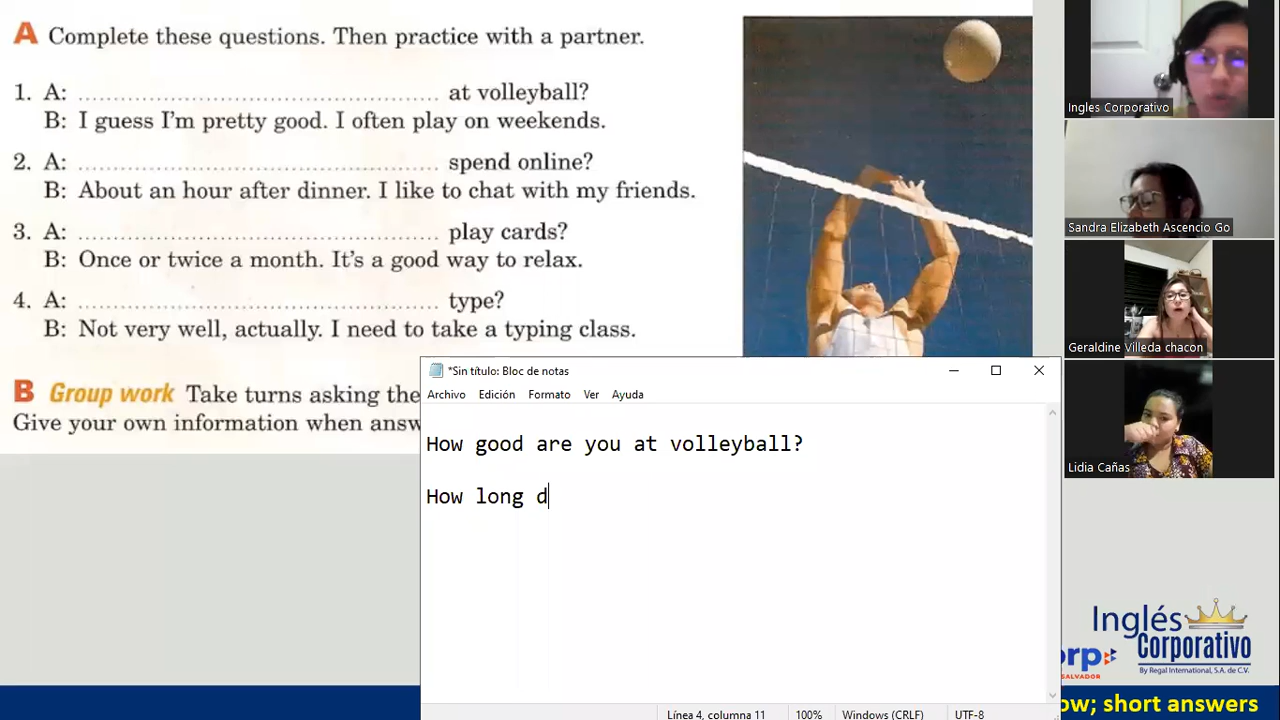 A Complete these questions. Then practice with a partner.
1. A: ................................................ at volleyball?
B: I guess I'm pretty good. I often play on weekends.
2. A: ................................................ spend online?
B: About an hour after dinner. I like to chat with my friends.
3. A: ................................................ play cards?
B: Once or twice a month. It's a good way to relax.
4. A: ................................................ type?
B: Not very well, actually. I need to take a typing class.
B Group work Take turns asking the
Give your own information when answ
*Sin título: Bloc de notas
Archivo Edición Formato Ver Ayuda
How good are you at volleyball?
How long d
Línea 4, columna 11 100% Windows (CRLF) UTF-8
Ingles Corporativo
Sandra Elizabeth Ascencio Go
Geraldine Villeda chacon
Lidia Cañas
Inglés
Corporativo
By Regal International, S.A. de C.V.
orp
SALVADOR
ow; short answers